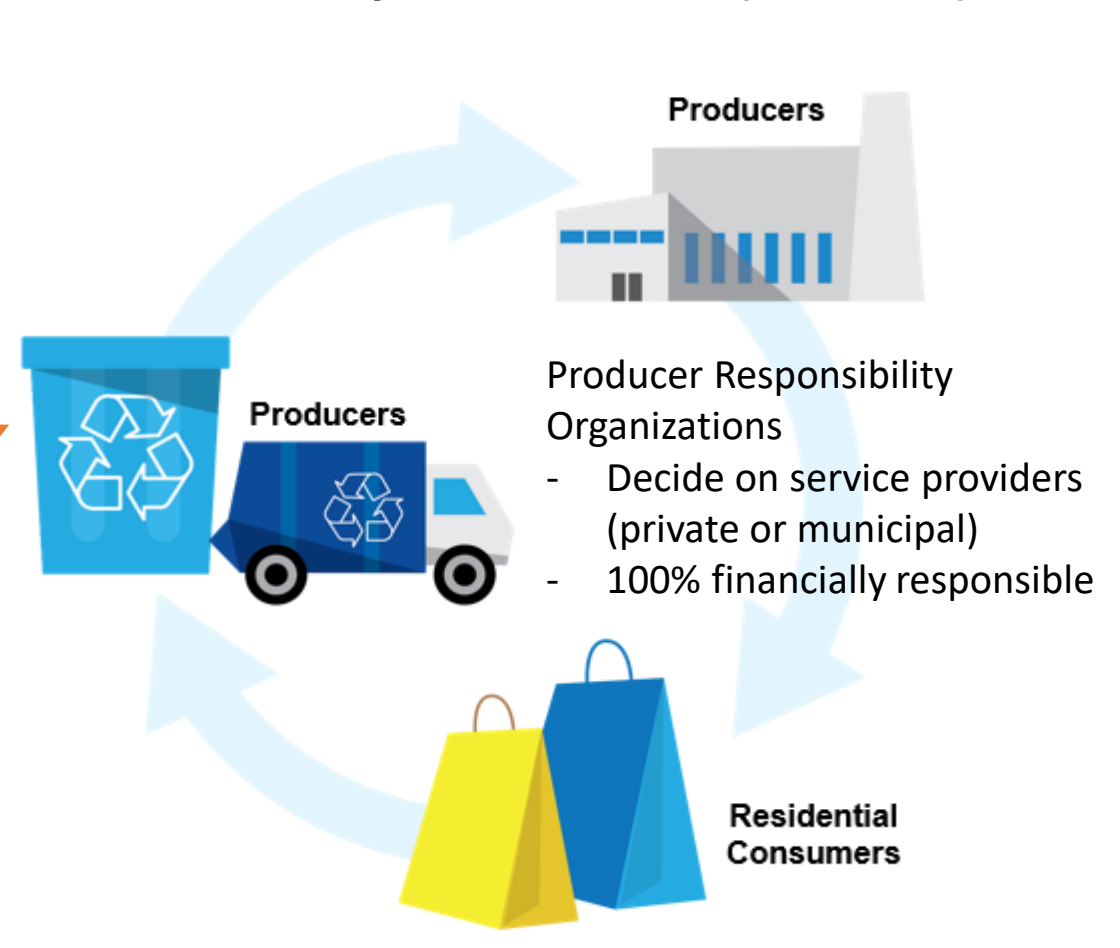 Producers
Producers
Producer Responsibility
Organizations
- Decide on service providers
(private or municipal)
- 100% financially responsible
Residential
Consumers